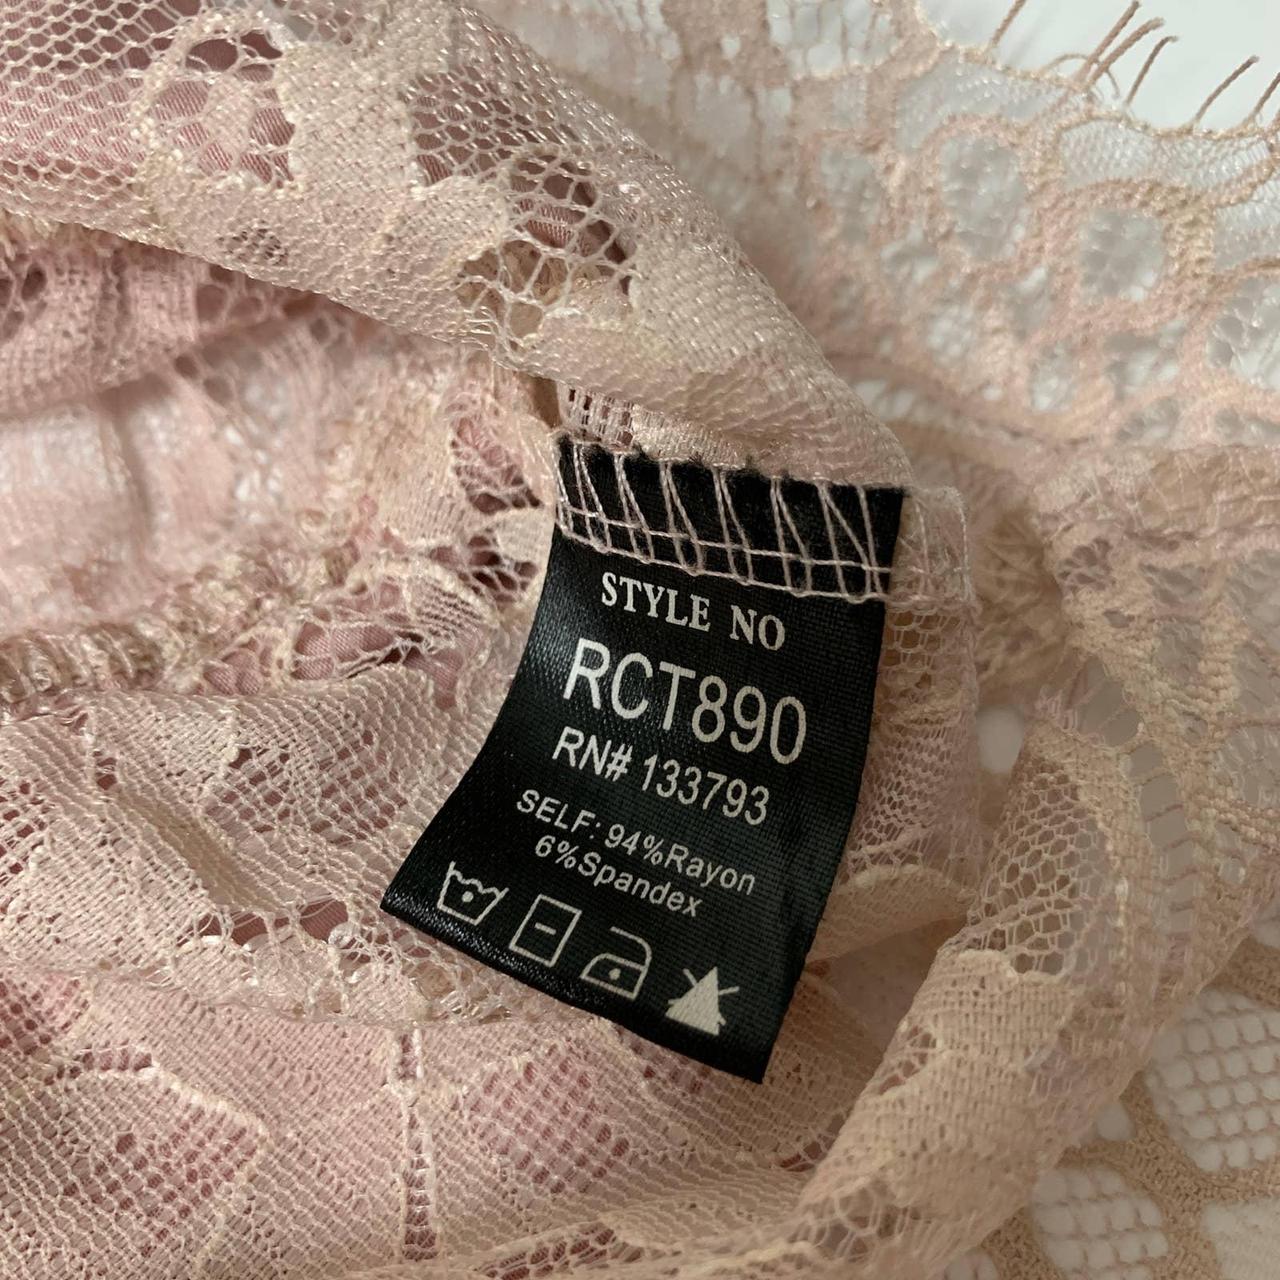 STYLE NO
RCT890
RN# 133793
SELF: 94%Rayon
6%Spandex